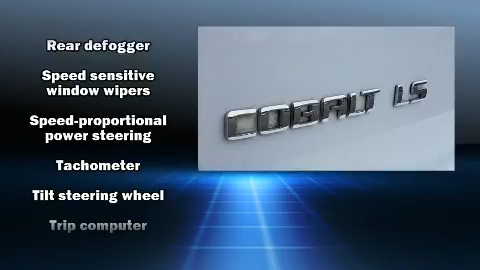 Rear defogger
Speed sensitive
window wipers
Speed-proportional
power steering
Tachometer
Tilt steering wheel
Trip computer
COBALT LS